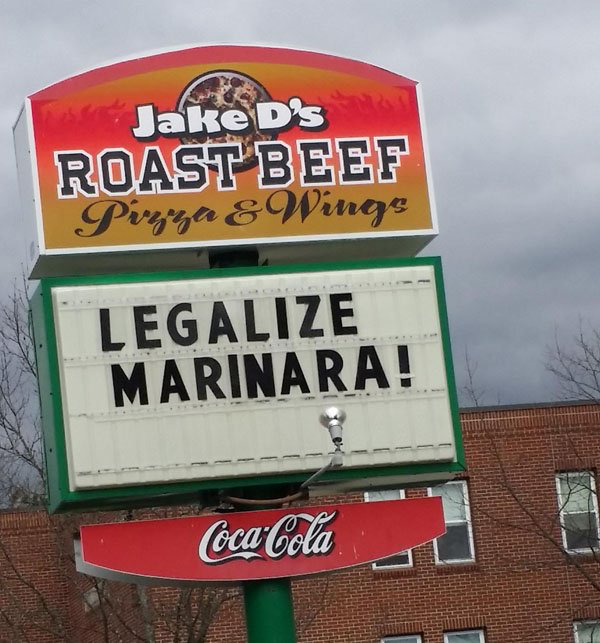 Jake D's
ROAST BEEF
Pizza & Wings
LEGALIZE
MARINARA!
Coca-Cola